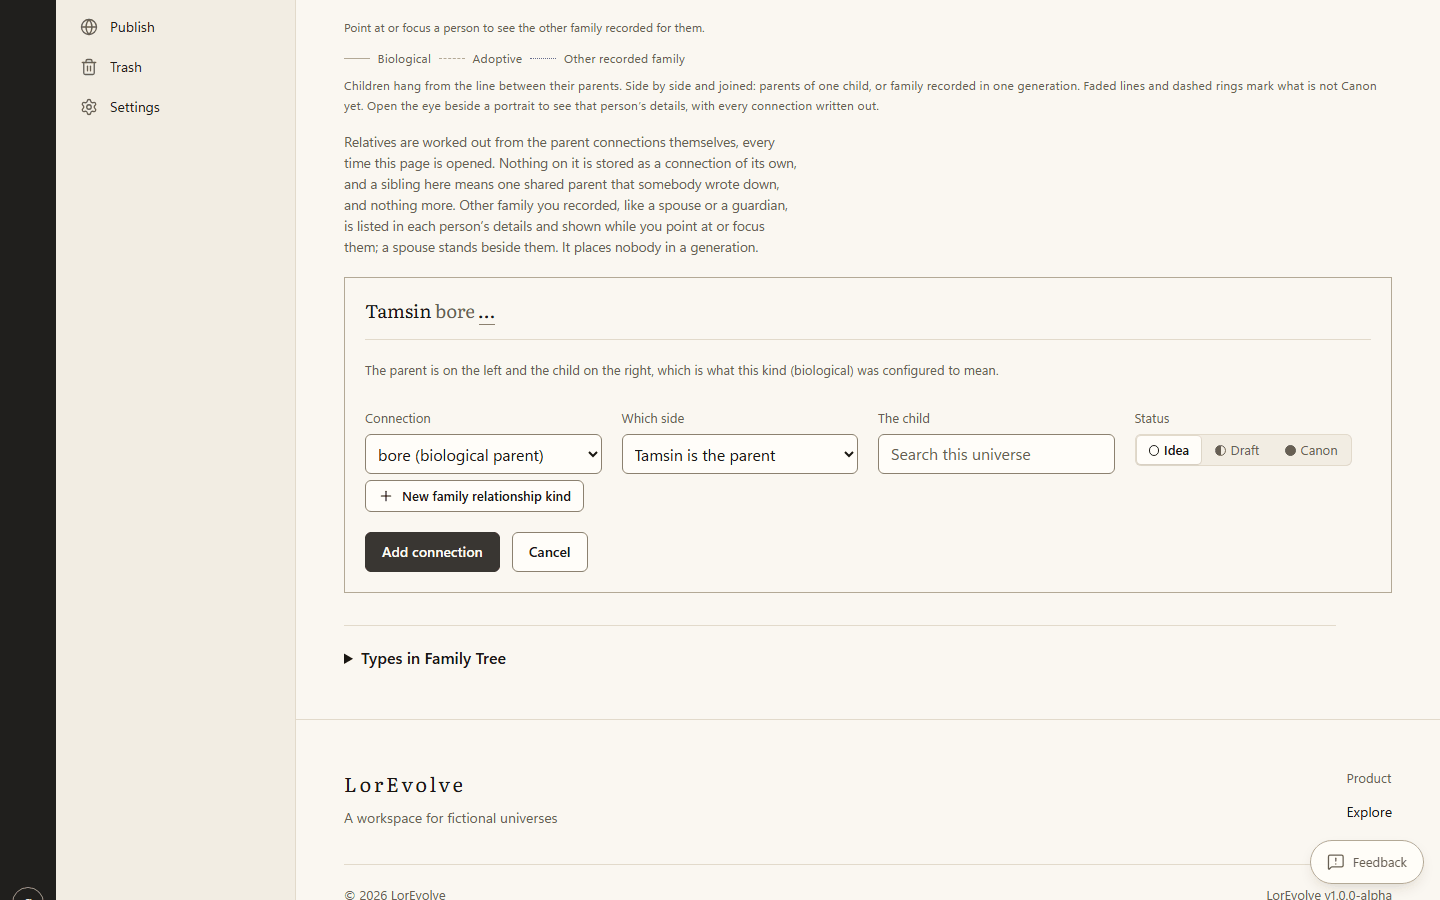 Publish
Trash
Settings
Point at or focus a person to see the other family recorded for them.
Biological Adoptive Other recorded family
Children hang from the line between their parents. Side by side and joined: parents of one child, or family recorded in one generation. Faded lines and dashed rings mark what is not Canon
yet. Open the eye beside a portrait to see that person's details, with every connection written out.
Relatives are worked out from the parent connections themselves, every
time this page is opened. Nothing on it is stored as a connection of its own,
and a sibling here means one shared parent that somebody wrote down,
and nothing more. Other family you recorded, like a spouse or a guardian,
is listed in each person's details and shown while you point at or focus
them; a spouse stands beside them. It places nobody in a generation.
Tamsin bore ...
The parent is on the left and the child on the right, which is what this kind (biological) was configured to mean.
Connection Which side The child Status
bore (biological parent) Tamsin is the parent Search this universe Idea Draft Canon
New family relationship kind
Add connection Cancel
Types in Family Tree
LorEvolve
A workspace for fictional universes
Product
Explore
Feedback
© 2026 LorEvolve
LorEvolve v1.0.0-alpha